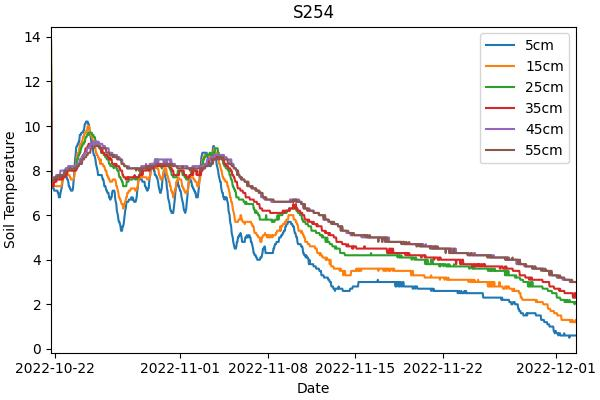 S254
14
12
10
8
6
4
2
0
Soil Temperature
5cm
15cm
25cm
35cm
45cm
55cm
2022-10-22 2022-11-01 2022-11-08 2022-11-15 2022-11-22 2022-12-01
Date